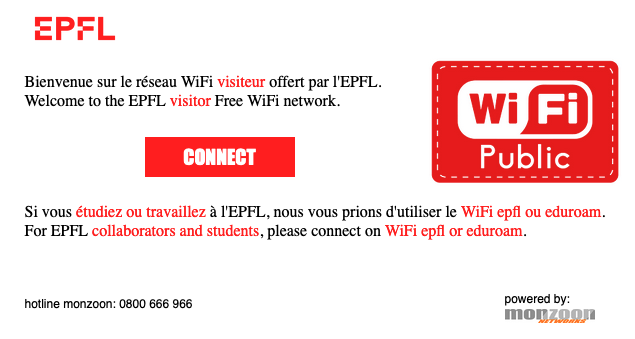 EPFL
Bienvenue sur le réseau WiFi visiteur offert par l'EPFL.
Welcome to the EPFL visitor Free WiFi network.
WiFi
Public
CONNECT
Si vous étudiez ou travaillez à l'EPFL, nous vous prions d'utiliser le WiFi epfl ou eduroam.
For EPFL collaborators and students, please connect on WiFi epfl or eduroam.
hotline monzoon: 0800 666 966
powered by:
monzoon
NETWORKS